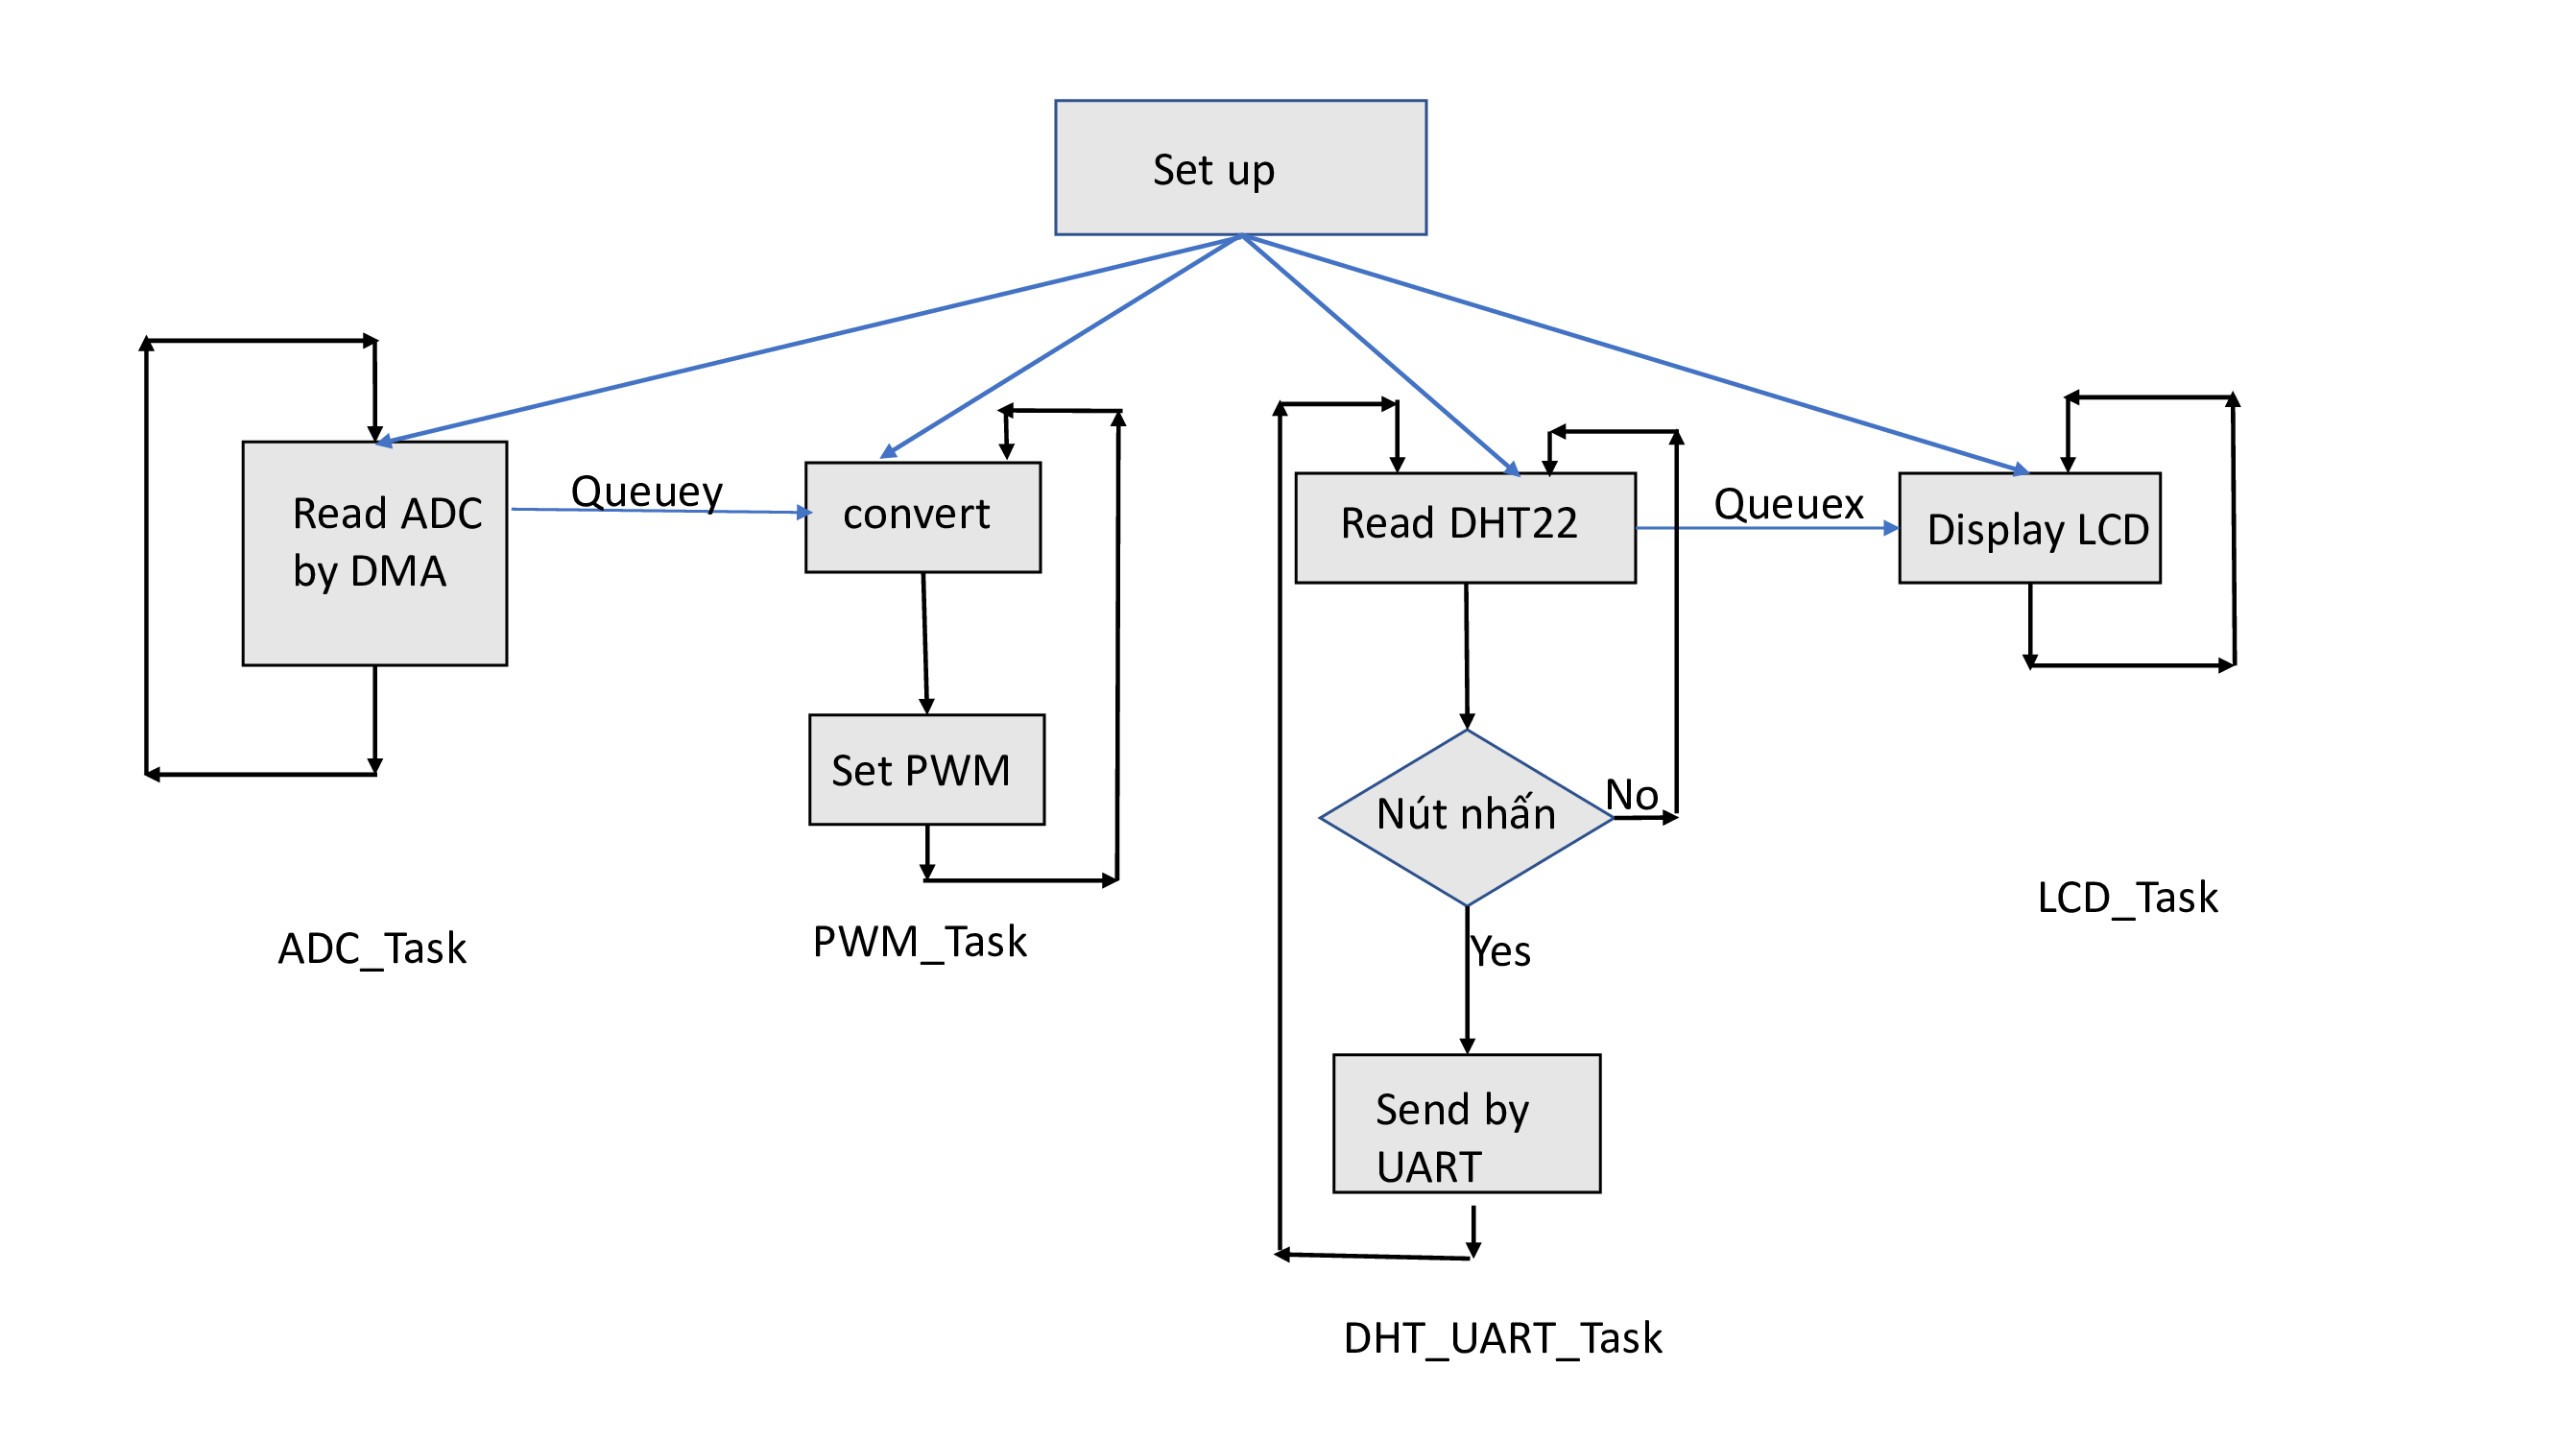 Set up
Read ADC
by DMA
Queuey
convert
Set PWM
Read DHT22
Queuex
Display LCD
Nút nhấn
No
Yes
Send by
UART
ADC_Task
PWM_Task
LCD_Task
DHT_UART_Task